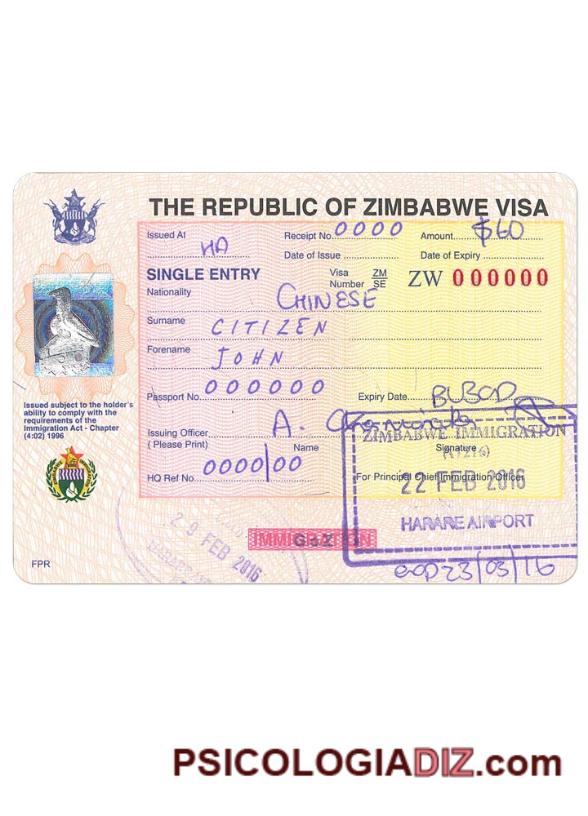 THE REPUBLIC OF ZIMBABWE VISA
Issued At HA Receipt No. 0000 Amount $60
Date of Issue Date of Expiry
SINGLE ENTRY Visa Number ZM SE ZW 000000
Nationality CHINESE
Surname CITIZEN
Forename JOHN
Passport No. 000000 Expiry Date
Issued subject to the holder's
ability to comply with the
requirements of the
Immigration Act - Chapter
(4:02) 1996
Issuing Officer A.
( Please Print) Name Signature
ZIMBABWE IMMIGRATION
HQ Ref No 0000/00 For Principal Chief Immigration Officer
22 FEB 2016
HARARE AIRPORT
29 FEB 2016
IMMIGRATION
23/03/16
FPR
PSICOLOGIADIZ.com